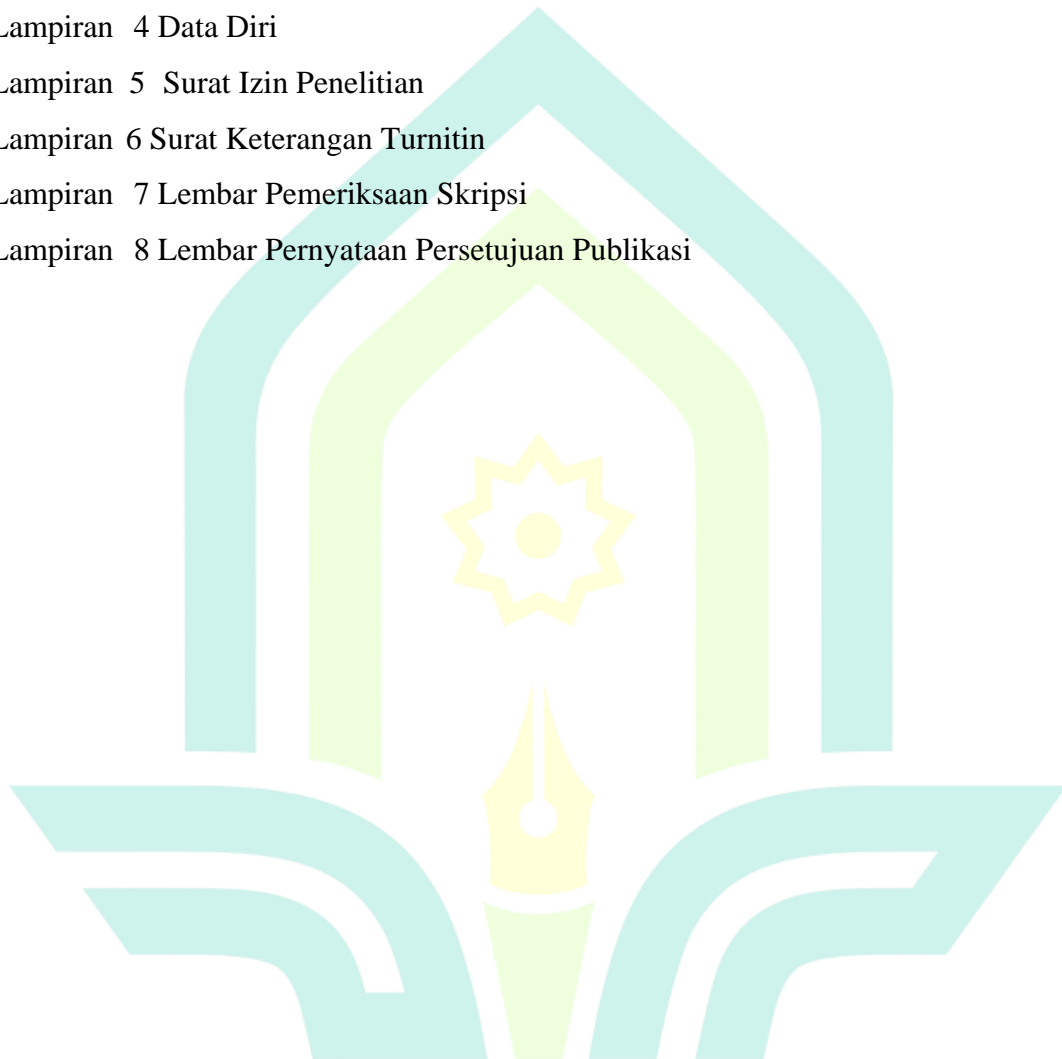 Lampiran 4 Data Diri
Lampiran 5 Surat Izin Penelitian
Lampiran 6 Surat Keterangan Turnitin
Lampiran 7 Lembar Pemeriksaan Skripsi
Lampiran 8 Lembar Pernyataan Persetujuan Publikasi